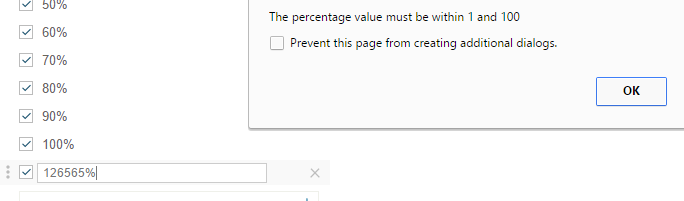 50%
60%
70%
80%
90%
100%
126565%
The percentage value must be within 1 and 100
Prevent this page from creating additional dialogs.
OK